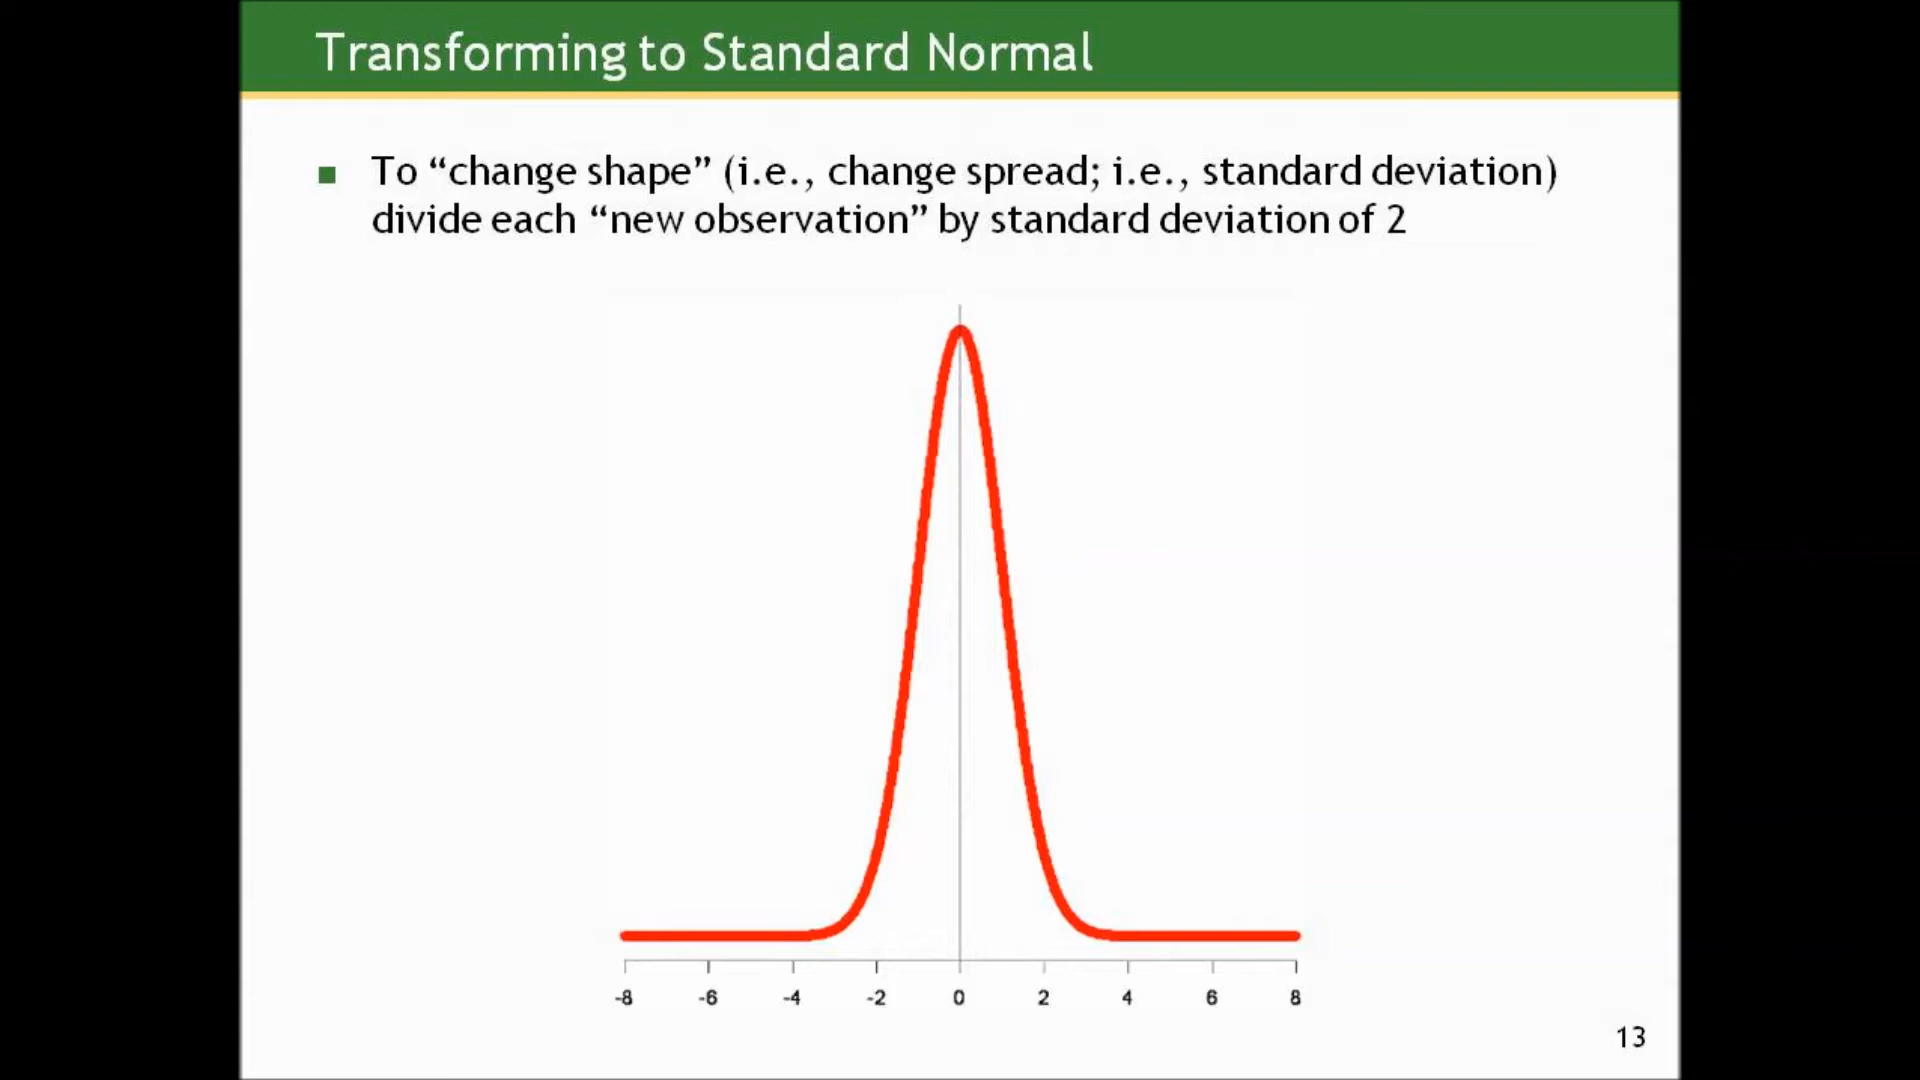 Transforming to Standard Normal
To “change shape” (i.e., change spread; i.e., standard deviation)
divide each “new observation” by standard deviation of 2
-8 -6 -4 -2 0 2 4 6 8
13